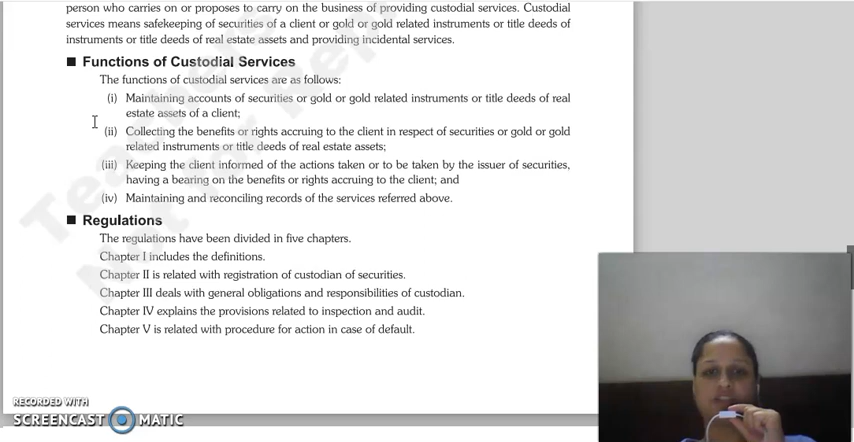 person who carries on or proposes to carry on the business of providing custodial services. Custodial
services means safekeeping of securities of a client or gold or gold related instruments or title deeds of
instruments or title deeds of real estate assets and providing incidental services.
■ Functions of Custodial Services
The functions of custodial services are as follows:
(i) Maintaining accounts of securities or gold or gold related instruments or title deeds of real
estate assets of a client;
(ii) Collecting the benefits or rights accruing to the client in respect of securities or gold or gold
related instruments or title deeds of real estate assets;
(iii) Keeping the client informed of the actions taken or to be taken by the issuer of securities,
having a bearing on the benefits or rights accruing to the client; and
(iv) Maintaining and reconciling records of the services referred above.
■ Regulations
The regulations have been divided in five chapters.
Chapter I includes the definitions.
Chapter II is related with registration of custodian of securities.
Chapter III deals with general obligations and responsibilities of custodian.
Chapter IV explains the provisions related to inspection and audit.
Chapter V is related with procedure for action in case of default.
Teachers
Not for Rep
RECORDED WITH
SCREENCAST MATIC